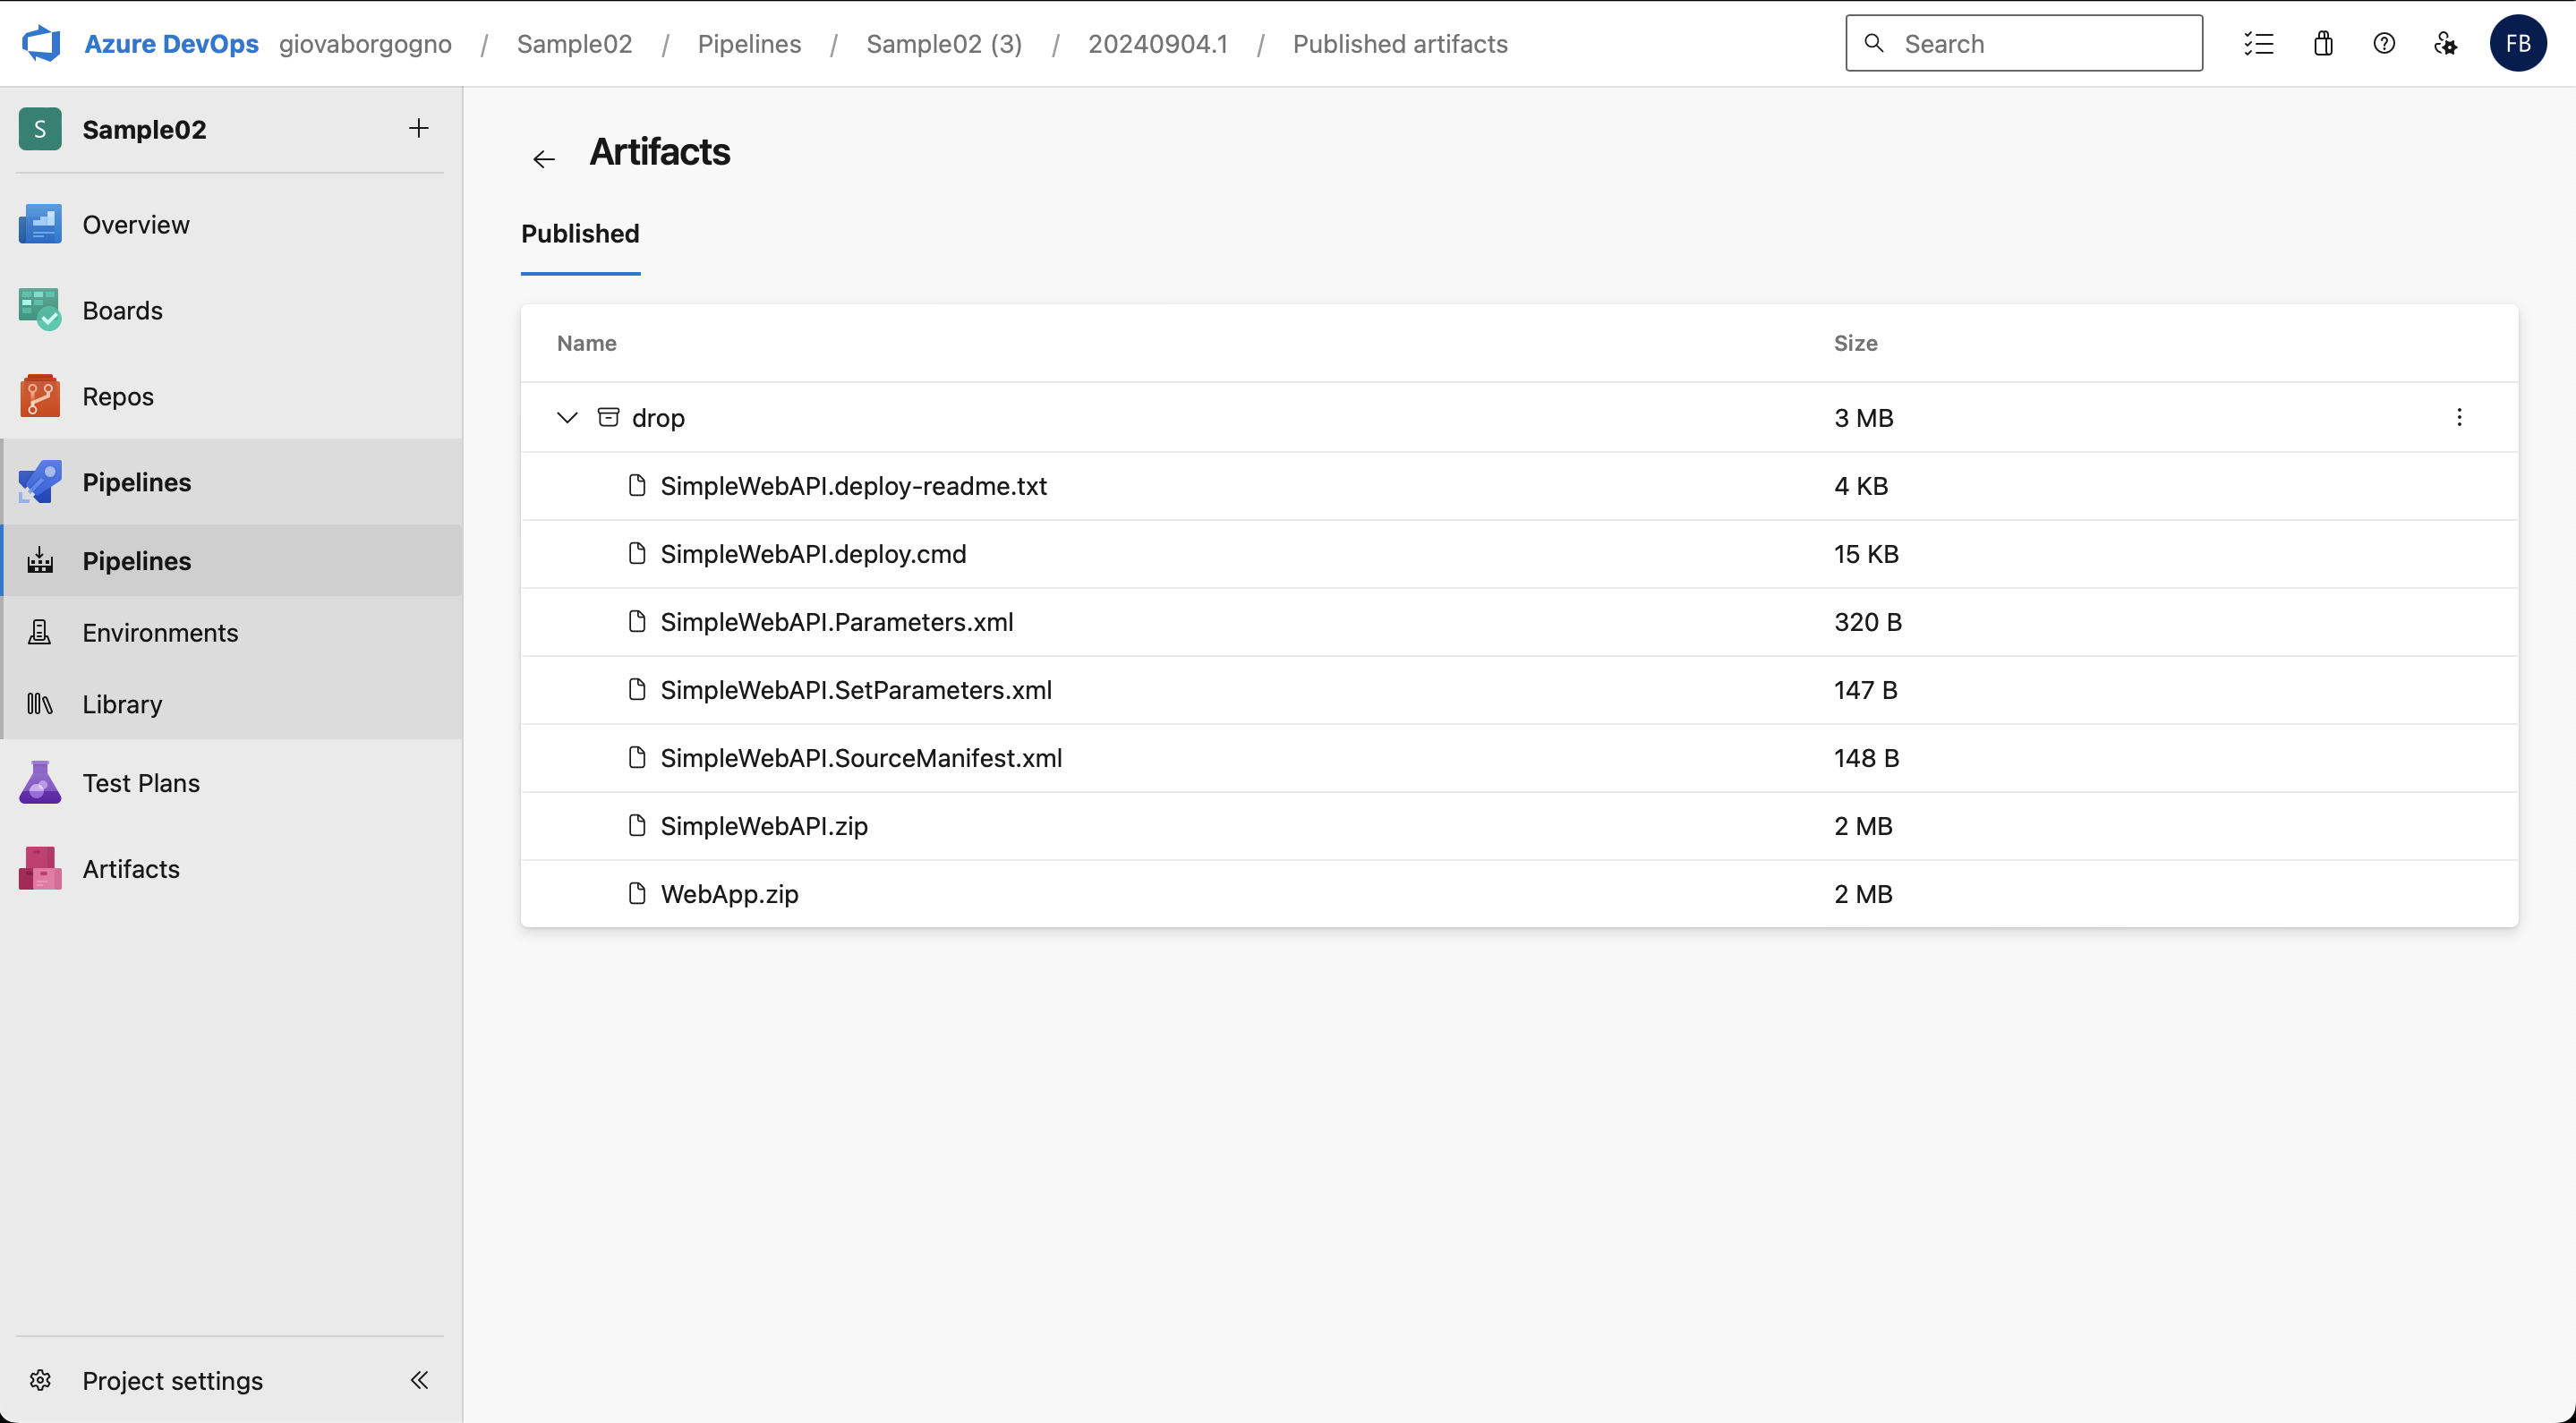 Azure DevOps giovaborgogno / Sample02 / Pipelines / Sample02 (3) / 20240904.1 / Published artifacts Search FB
S Sample02
Overview
Boards
Repos
Pipelines
Pipelines
Environments
Library
Test Plans
Artifacts
Project settings
Artifacts
Published
Name Size
drop 3 MB
SimpleWebAPI.deploy-readme.txt 4 KB
SimpleWebAPI.deploy.cmd 15 KB
SimpleWebAPI.Parameters.xml 320 B
SimpleWebAPI.SetParameters.xml 147 B
SimpleWebAPI.SourceManifest.xml 148 B
SimpleWebAPI.zip 2 MB
WebApp.zip 2 MB